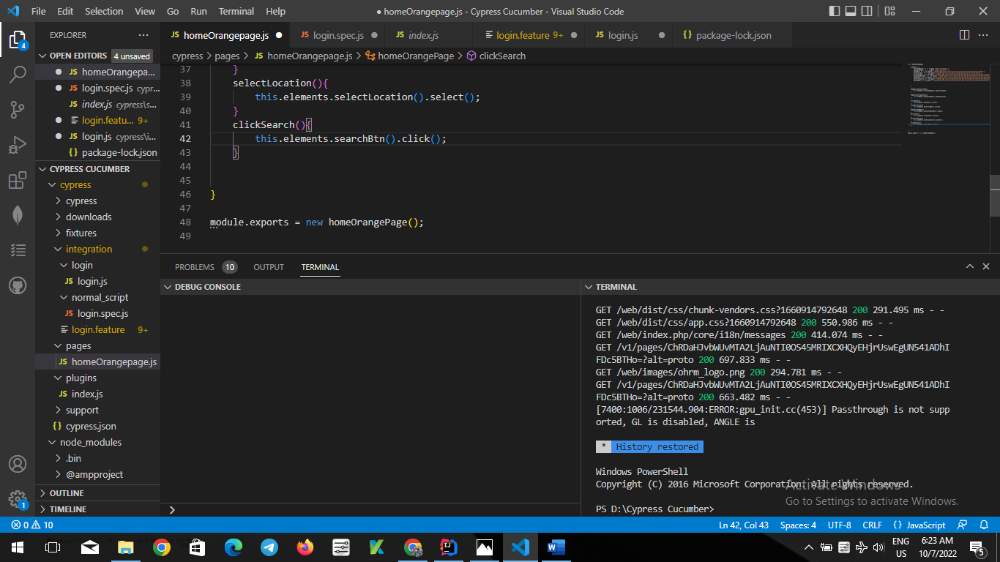 File Edit Selection View Go Run Terminal Help
● homeOrangepage.js - Cypress Cucumber - Visual Studio Code
EXPLORER
OPEN EDITORS 4 unsaved
JS homeOrangepa...
JS login.spec.js cypr...
JS index.js cypress\s...
login.featu... 9+
JS login.js cypress\i...
{} package-lock.json
CYPRESS CUCUMBER
cypress
cypress
downloads
fixtures
integration
login
JS login.js
normal_script
JS login.spec.js
login.feature 9+
pages
JS homeOrangepage.js
plugins
JS index.js
support
{} cypress.json
node_modules
.bin
@ampproject
OUTLINE
TIMELINE
4
1
JS homeOrangepage.js ● JS login.spec.js ● JS index.js login.feature 9+ ● JS login.js ● {} package-lock.json
cypress > pages > JS homeOrangepage.js > homeOrangePage > clickSearch
37 }
38 selectLocation(){
39 this.elements.selectLocation().select();
40 }
41 clickSearch(){
42 this.elements.searchBtn().click();
43 }
44
45
46 }
47
48 module.exports = new homeOrangePage();
49
PROBLEMS 10 OUTPUT TERMINAL
DEBUG CONSOLE
TERMINAL
GET /web/dist/css/chunk-vendors.css?1660914792648 200 291.495 ms - -
GET /web/dist/css/app.css?1660914792648 200 550.986 ms - -
GET /web/index.php/core/i18n/messages 200 414.074 ms - -
GET /v1/pages/ChRDaHJvbWUvMTA2LjAuNTI0OS45MRIXCXHQyEHjrUswEgUN541ADhI
FDc5BTHo=?alt=proto 200 697.833 ms - -
GET /web/images/ohrm_logo.png 200 294.781 ms - -
GET /v1/pages/ChRDaHJvbWUvMTA2LjAuNTI0OS45MRIXCXHQyEHjrUswEgUN541ADhI
FDc5BTHo=?alt=proto 200 663.482 ms - -
[7400:1006/231544.904:ERROR:gpu_init.cc(453)] Passthrough is not supp
orted, GL is disabled, ANGLE is
* History restored
Windows PowerShell
Copyright (C) 2016 Microsoft Corporation. All rights reserved.
PS D:\Cypress Cucumber>
Activate Windows
Go to Settings to activate Windows.
0 10
Ln 42, Col 43 Spaces: 4 UTF-8 CRLF {} JavaScript
ENG
US
6:23 AM
10/7/2022
5